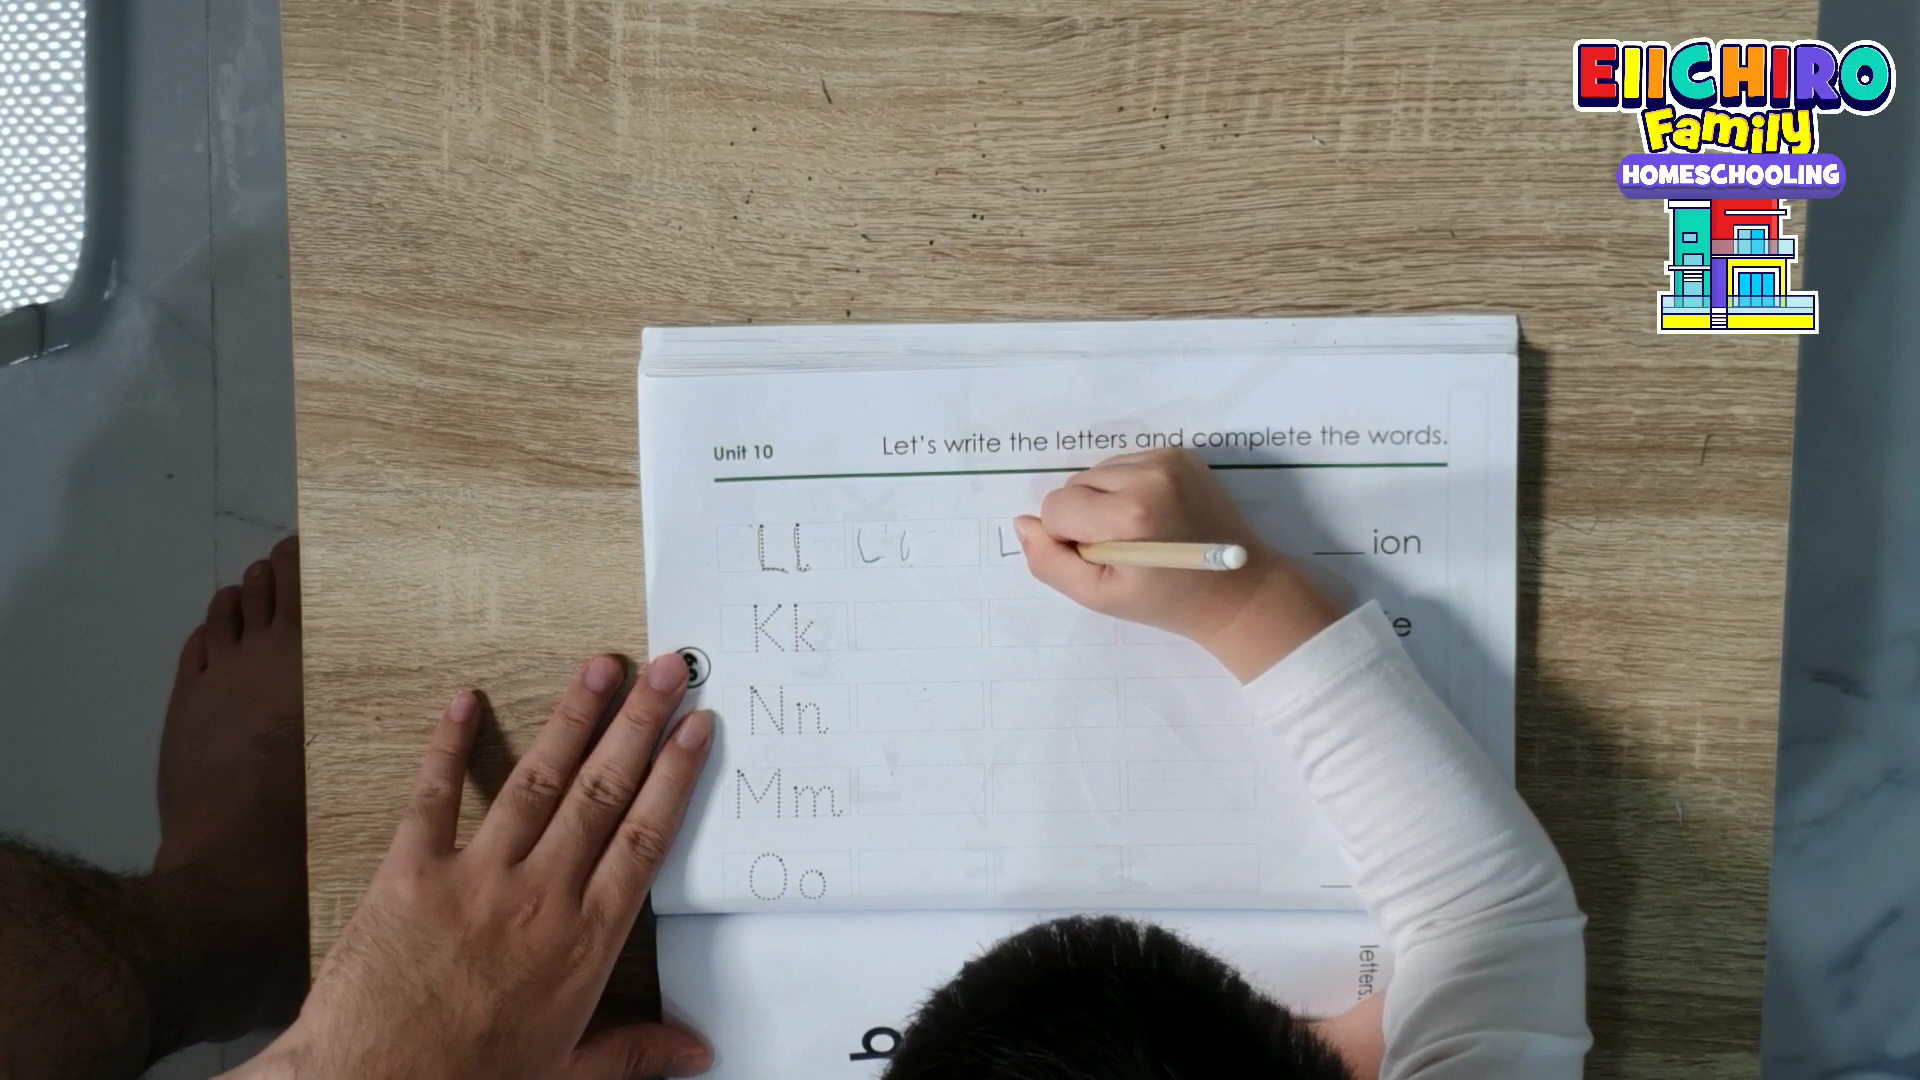 EIICHIRO
Family
HOMESCHOOLING
Unit 10
Let's write the letters and complete the words.
Ll Ll L ___ion
Kk
Nn
Mm
Oo
letters.
b